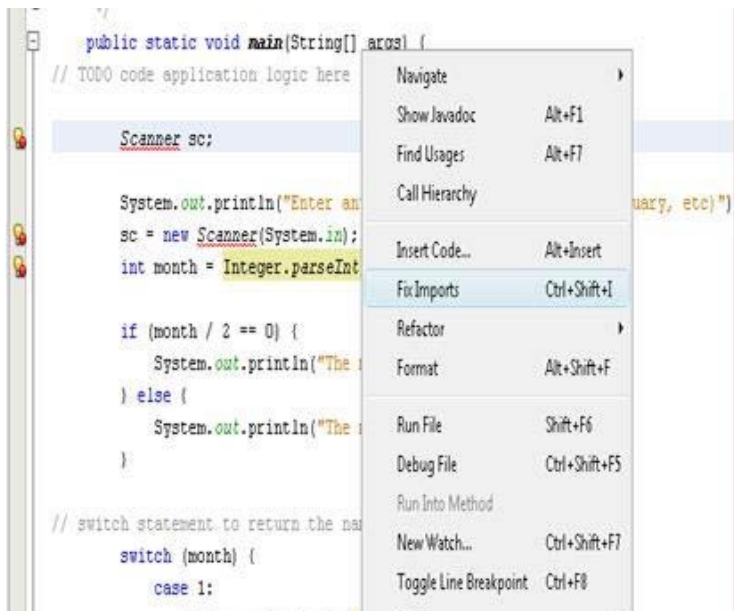 */
public static void main(String[] args) {
// TODO code application logic here
Scanner sc;
System.out.println("Enter an
uary, etc)")
sc = new Scanner(System.in);
int month = Integer.parseInt
if (month / 2 == 0) {
System.out.println("The
} else {
System.out.println("The
}
// switch statement to return the na
switch (month) {
case 1:
Navigate
Show Javadoc Alt+F1
Find Usages Alt+F7
Call Hierarchy
Insert Code... Alt+Insert
Fix Imports Ctrl+Shift+I
Refactor
Format Alt+Shift+F
Run File Shift+F6
Debug File Ctrl+Shift+F5
Run Into Method
New Watch... Ctrl+Shift+F7
Toggle Line Breakpoint Ctrl+F8